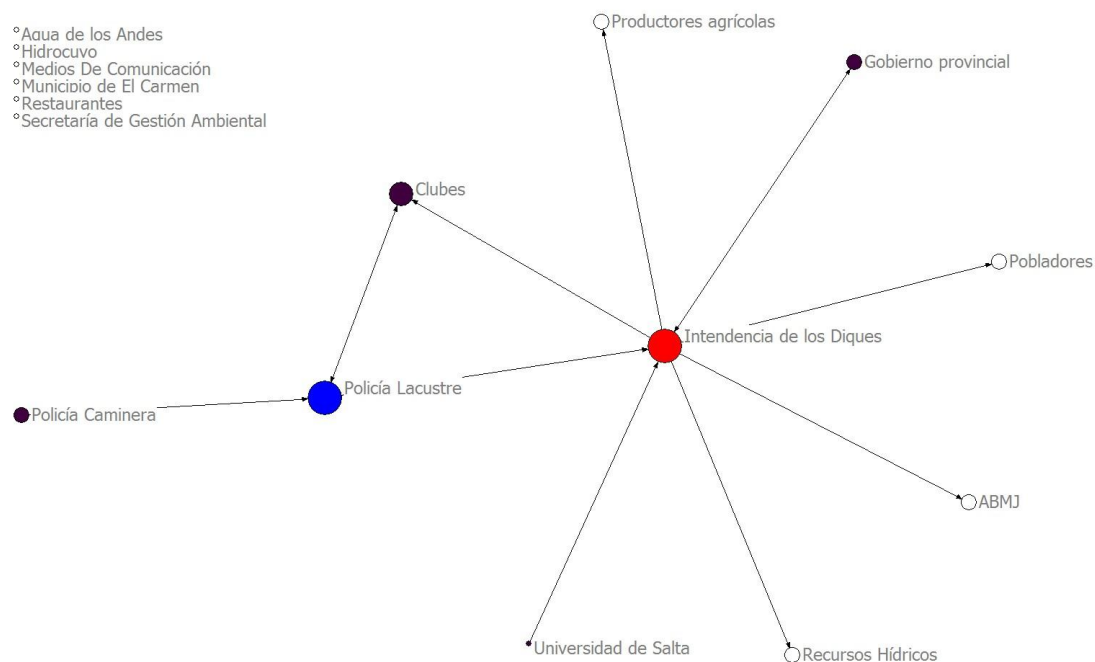 Agua de los Andes
Hidrocuyo
Medios De Comunicación
Municipio de El Carmen
Restaurantes
Secretaría de Gestión Ambiental
Productores agrícolas
Gobierno provincial
Clubes
Pobladores
Intendencia de los Diques
Policía Lacustre
Policía Caminera
ABMJ
Universidad de Salta
Recursos Hídricos